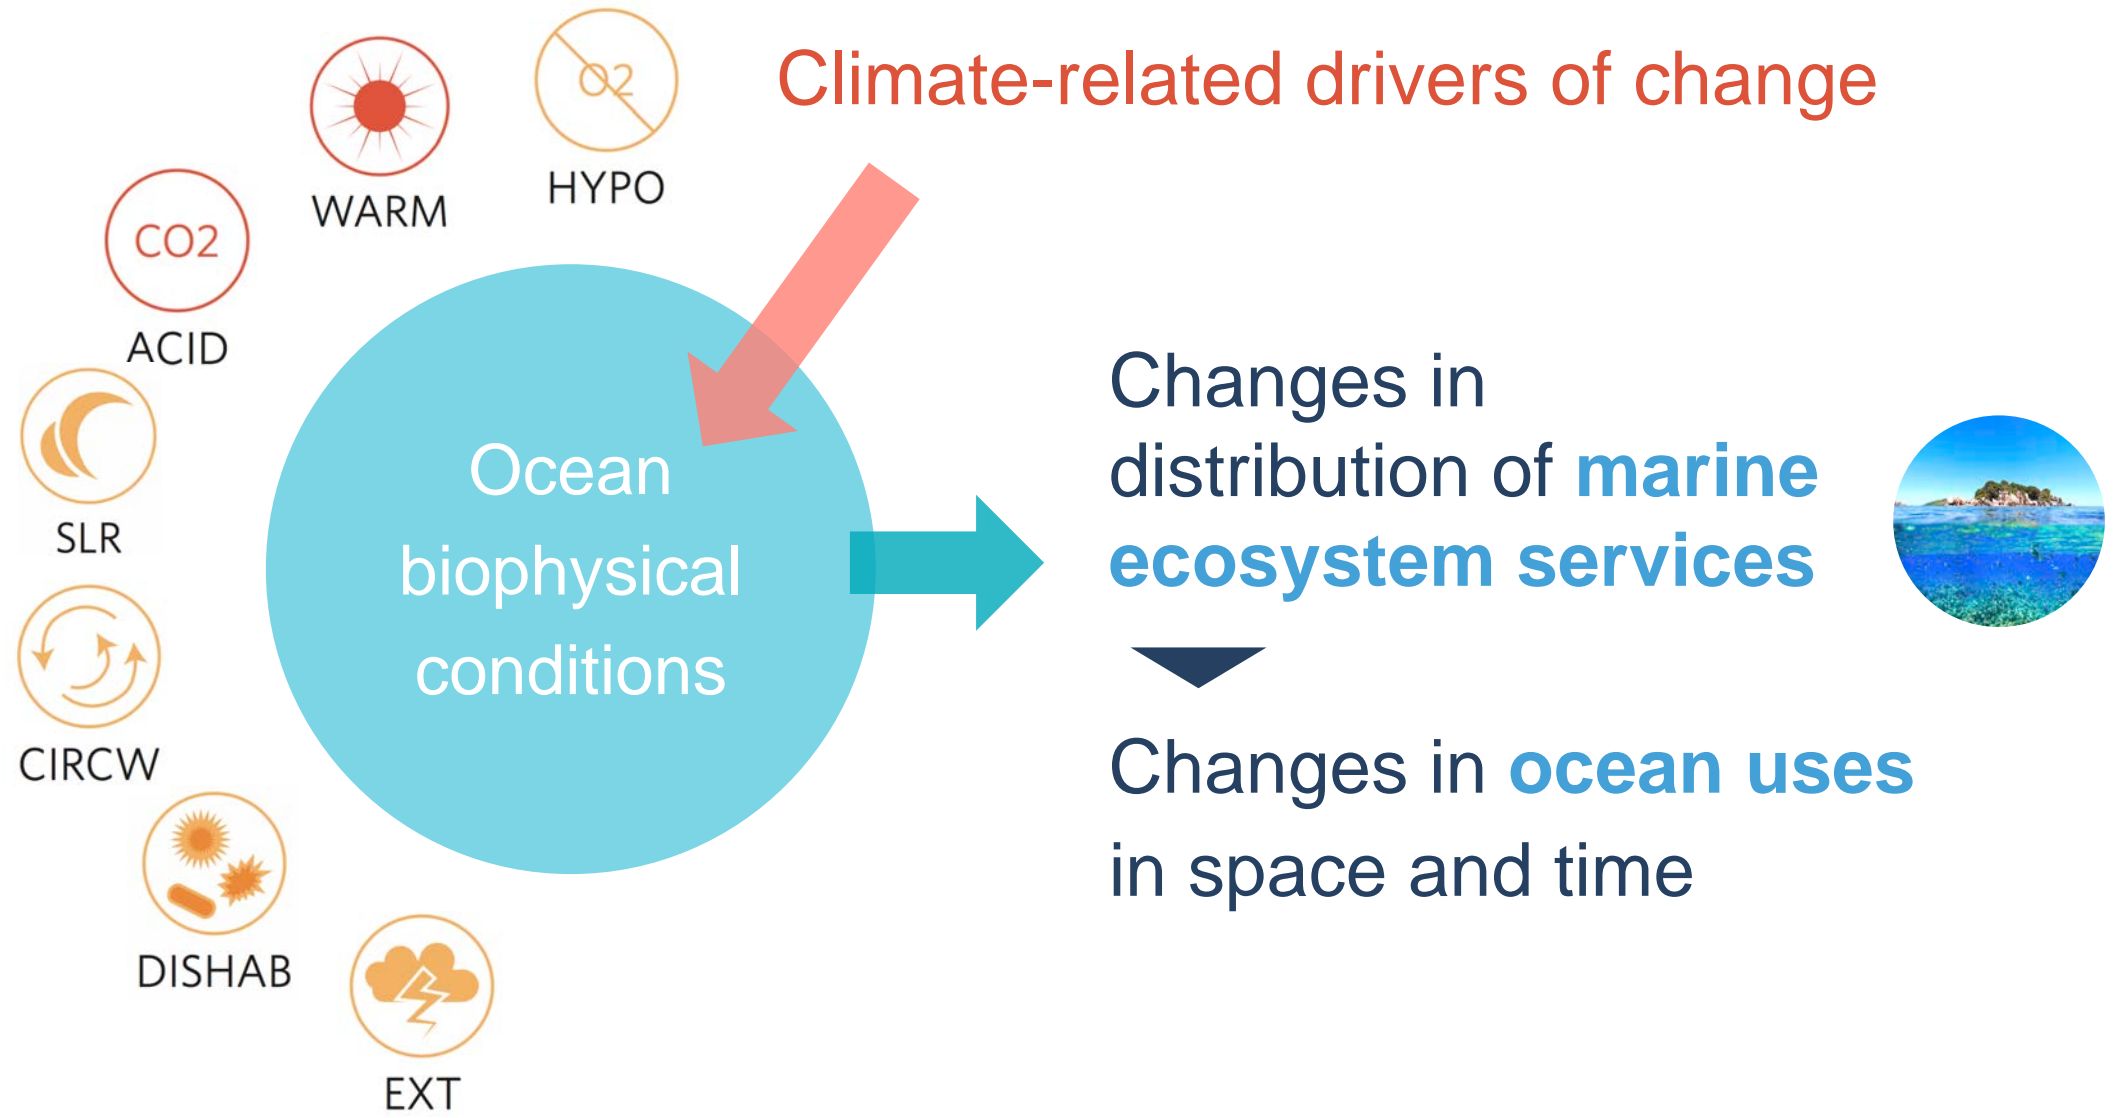 Climate-related drivers of change
O2
HYPO
WARM
CO2
ACID
SLR
CIRCW
DISHAB
EXT
Ocean
biophysical
conditions
Changes in
distribution of marine
ecosystem services
Changes in ocean uses
in space and time